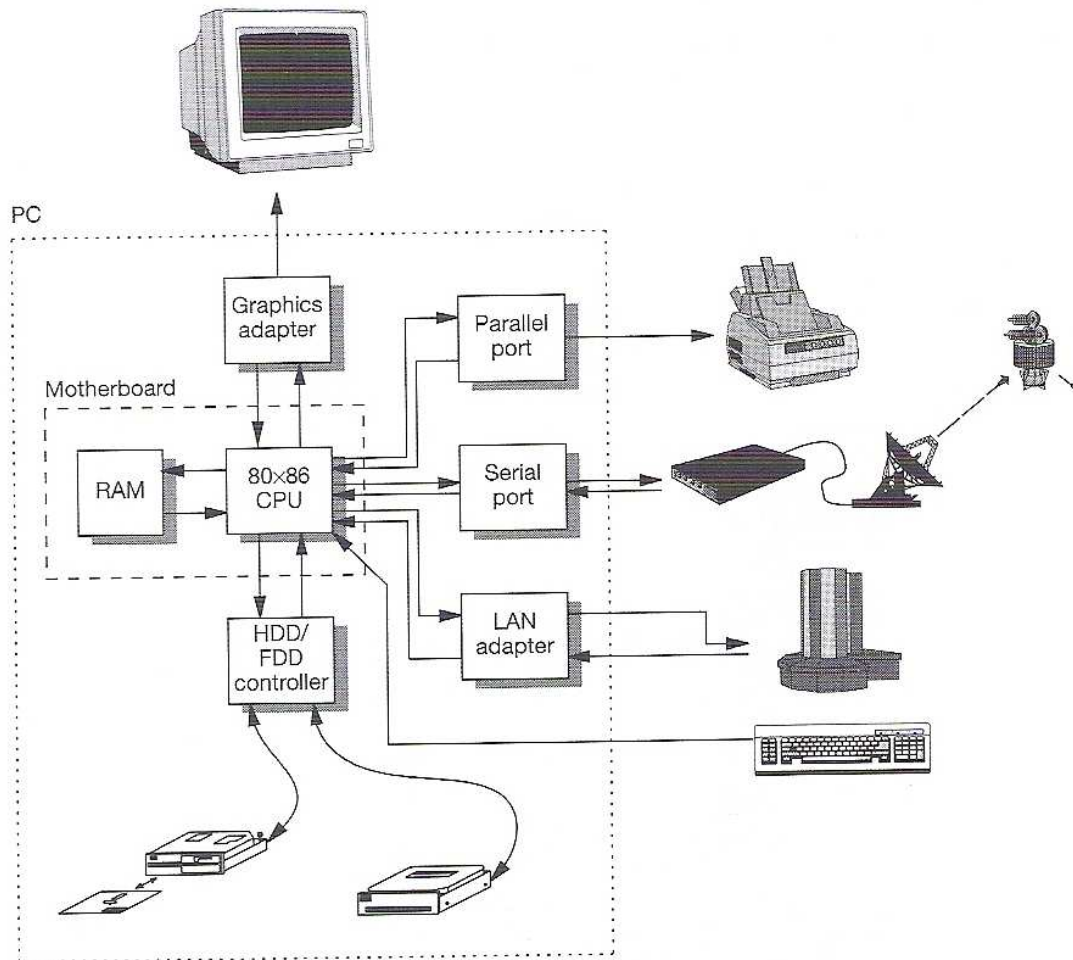 PC
Graphics
adapter
Parallel
port
Motherboard
RAM
80×86
CPU
Serial
port
HDD/
FDD
controller
LAN
adapter